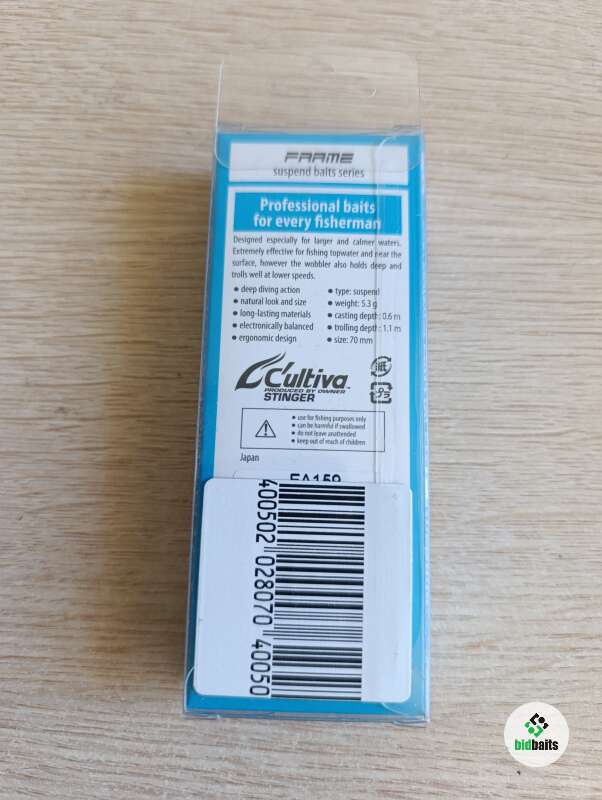 FRAME
suspend baits series
Professional baits
for every fisherman
Designed especially for larger and calmer waters.
Extremely effective for fishing topwater and near the
surface, however the wobbler also holds deep and
trolls well at lower speeds.
• deep diving action
• natural look and size
• long-lasting materials
• electronically balanced
• ergonomic design
• type: suspend
• weight: 5.3 g
• casting depth: 0.6 m
• trolling depth: 1.1 m
• size: 70 mm
C'ultiva
PRODUCED BY OWNER
STINGER
紙
プラ
• use for fishing purposes only
• can be harmful if swallowed
• do not leave unattended
• keep out of reach of children
Japan
FA159
400502 028070 40050
bidbaits